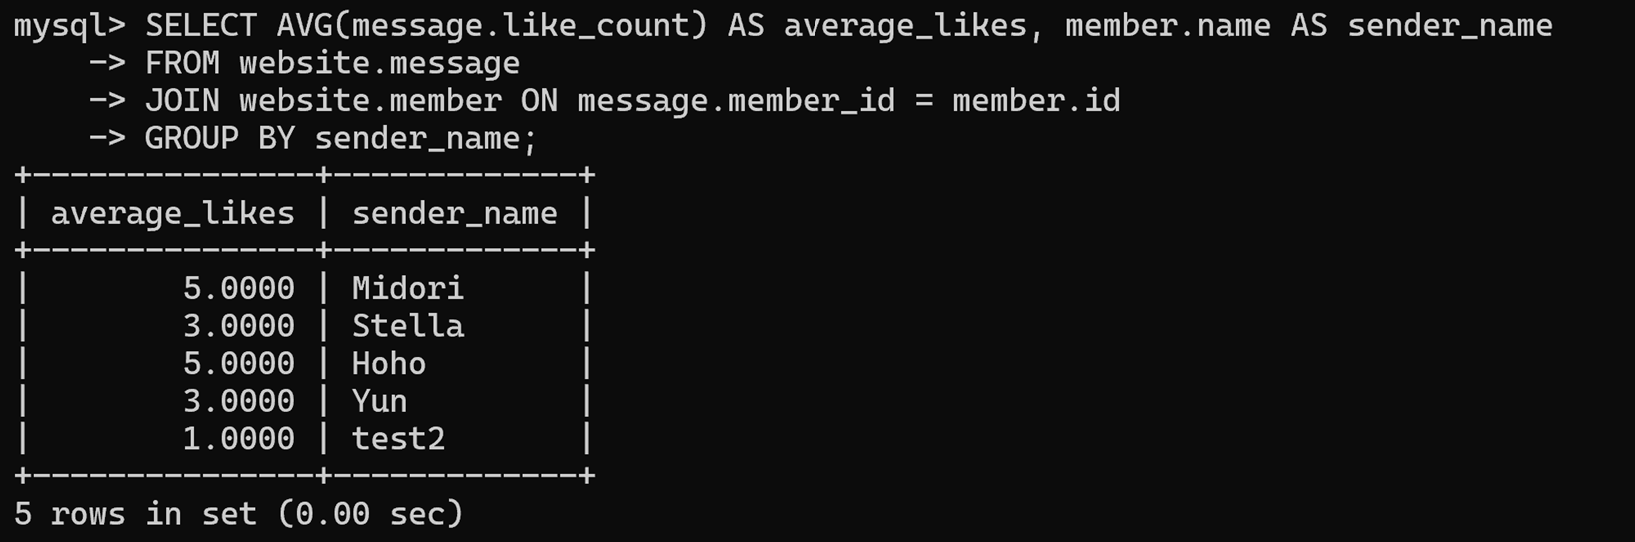 mysql> SELECT AVG(message.like_count) AS average_likes, member.name AS sender_name
    -> FROM website.message
    -> JOIN website.member ON message.member_id = member.id
    -> GROUP BY sender_name;
+---------------+-------------+
| average_likes | sender_name |
+---------------+-------------+
|        5.0000 | Midori      |
|        3.0000 | Stella      |
|        5.0000 | Hoho        |
|        3.0000 | Yun         |
|        1.0000 | test2       |
+---------------+-------------+
5 rows in set (0.00 sec)